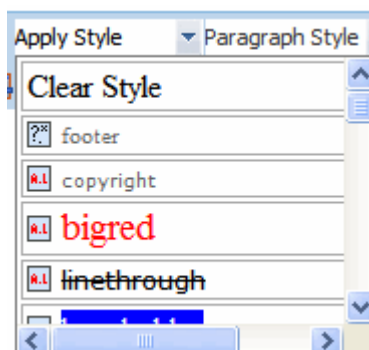 Apply Style Paragraph Style
Clear Style
footer
copyright
bigred
linethrough